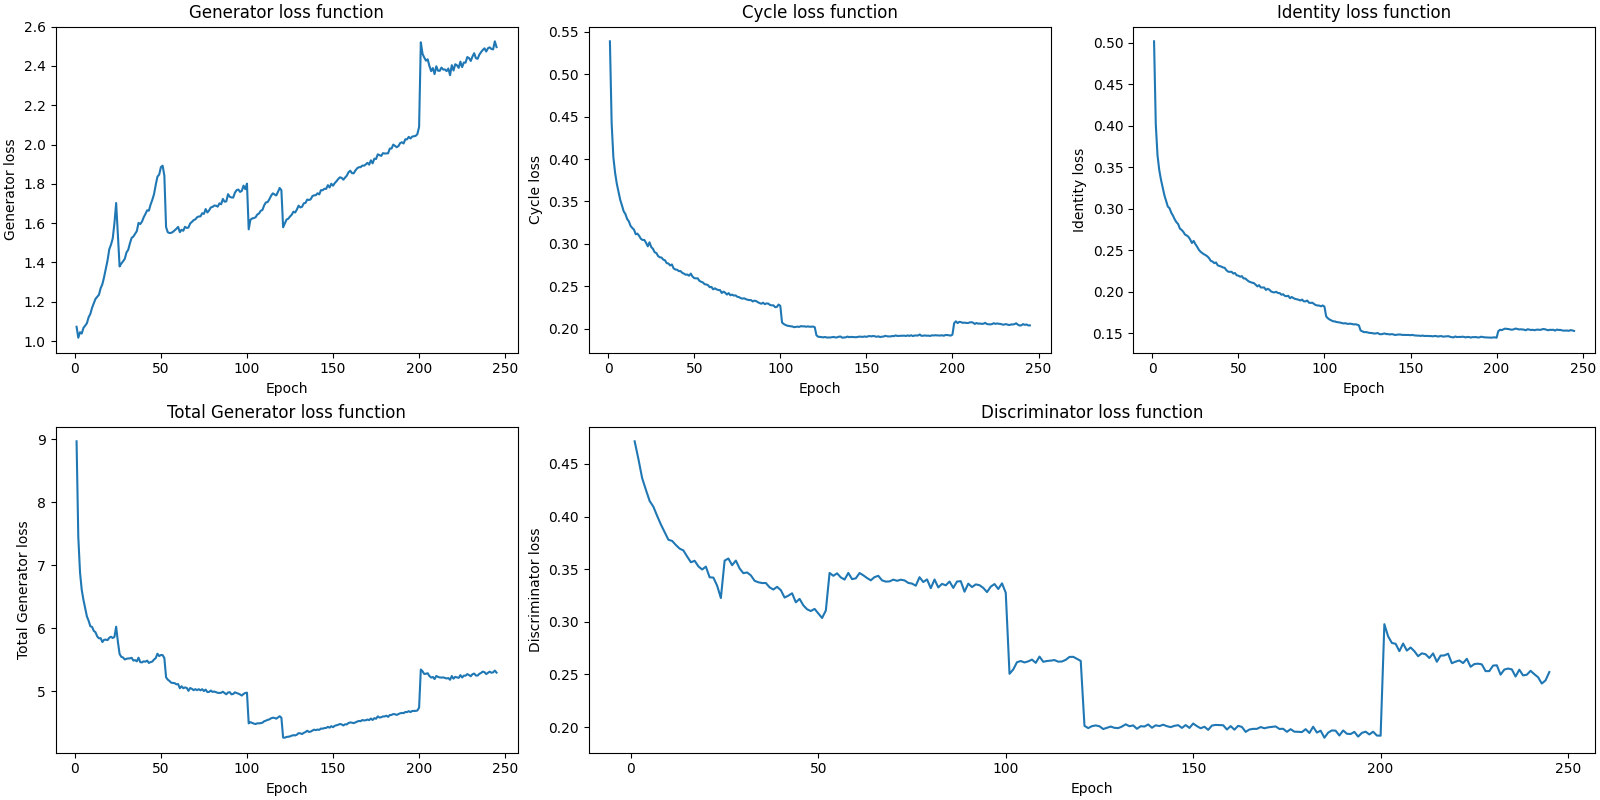 Generator loss function
Generator loss
2.6
2.4
2.2
2.0
1.8
1.6
1.4
1.2
1.0
0 50 100 150 200 250
Epoch
Cycle loss function
Cycle loss
0.55
0.50
0.45
0.40
0.35
0.30
0.25
0.20
0 50 100 150 200 250
Epoch
Identity loss function
Identity loss
0.50
0.45
0.40
0.35
0.30
0.25
0.20
0.15
0 50 100 150 200 250
Epoch
Total Generator loss function
Total Generator loss
9
8
7
6
5
0 50 100 150 200 250
Epoch
Discriminator loss function
Discriminator loss
0.45
0.40
0.35
0.30
0.25
0.20
0 50 100 150 200 250
Epoch